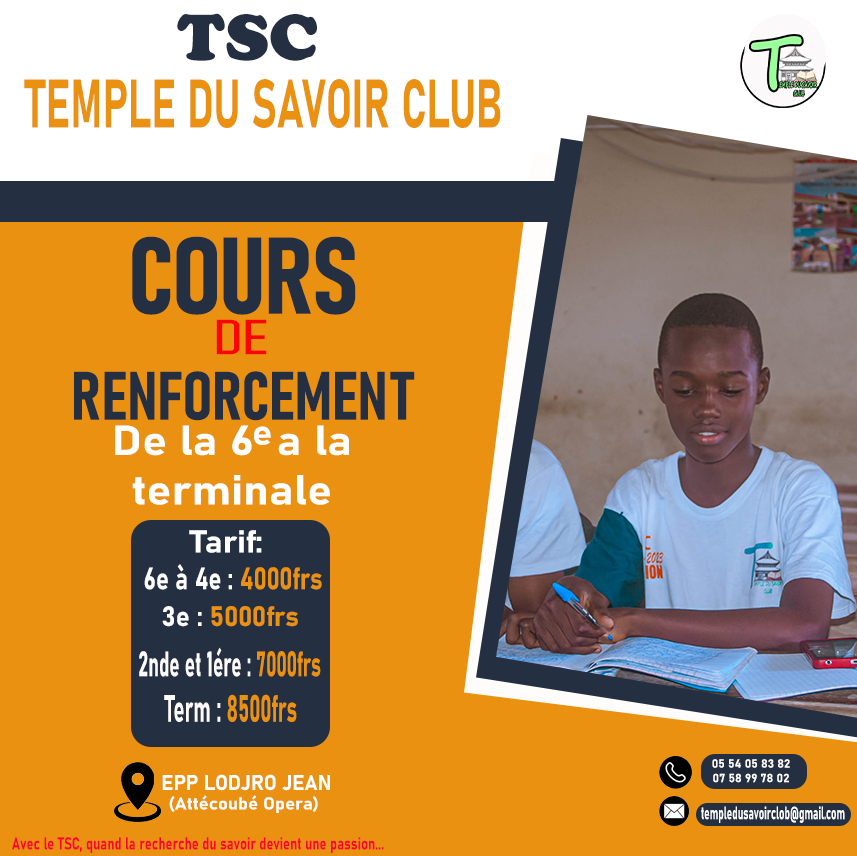 TSC
TEMPLE DU SAVOIR CLUB
T
COURS
DE
RENFORCEMENT
De la 6e a la
terminale
Tarif:
6e à 4e : 4000frs
3e : 5000frs
2nde et 1ére : 7000frs
Term : 8500frs
EPP LODJRO JEAN
(Attécoubé Opera)
05 54 05 83 82
07 58 99 78 02
templedusavoirclob@gmail.com
Avec le TSC, quand la recherche du savoir devient une passion...